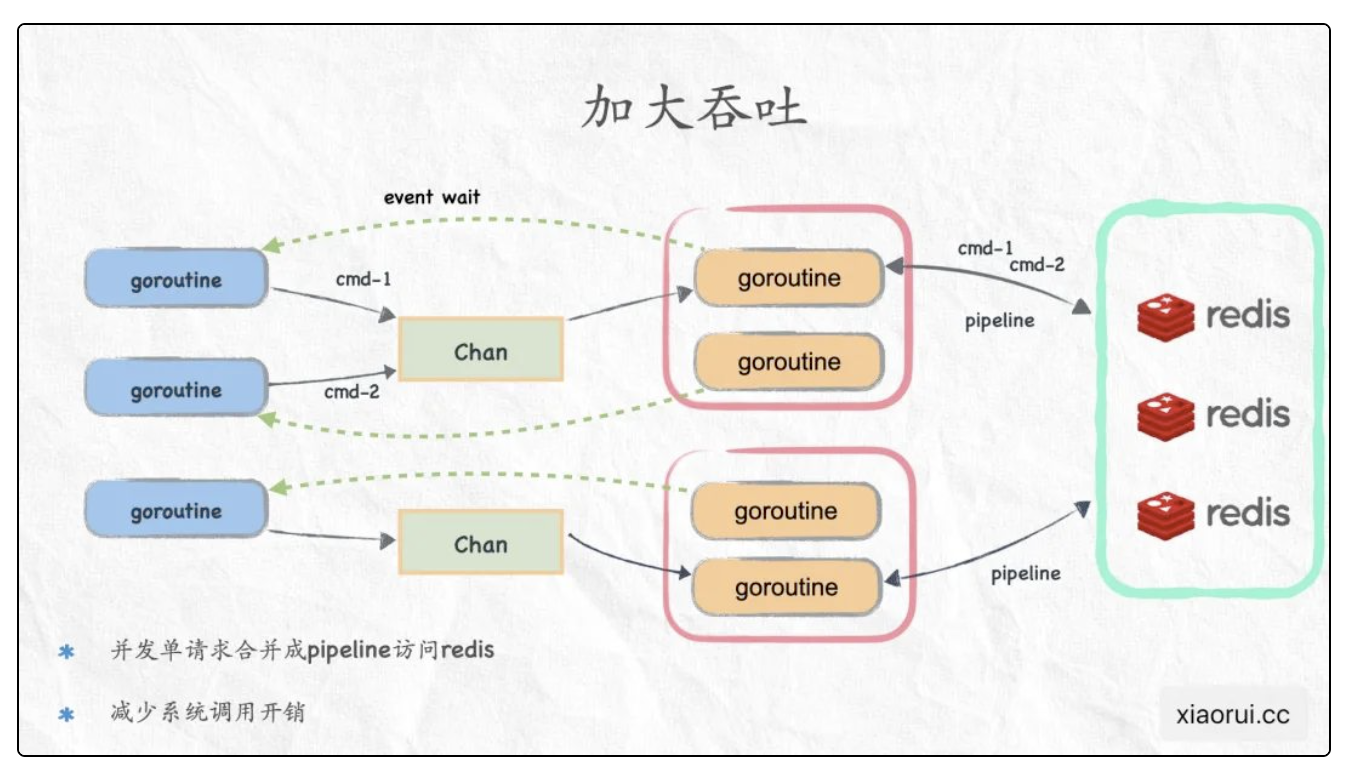 加大吞吐
event wait
goroutine
cmd-1
goroutine
cmd-1
cmd-2
Chan
goroutine
pipeline
redis
goroutine
cmd-2
redis
goroutine
goroutine
redis
Chan
goroutine
pipeline
并发单请求合并成pipeline访问redis
减少系统调用开销
xiaorui.cc